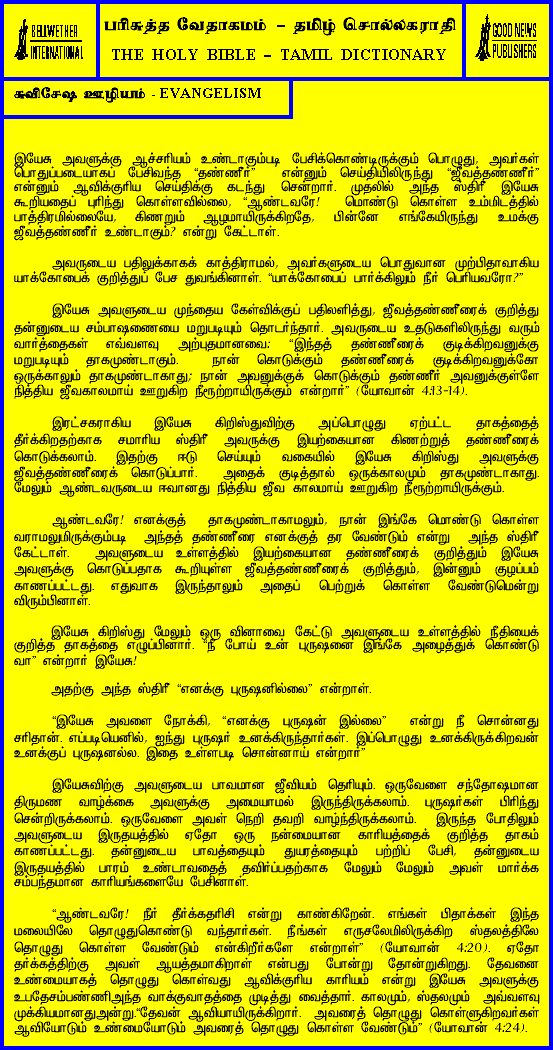 BELLWETHER
INTERNATIONAL
பரிசுத்த வேதாகமம் – தமிழ் சொல்லகராதி
THE HOLY BIBLE – TAMIL DICTIONARY
GOOD NEWS
PUBLISHERS
சுவிசேஷ ஊழியம் - EVANGELISM
இயேசு அவளுக்கு ஆச்சரியம் உண்டாகும்படி பேசிக்கொண்டிருக்கும் பொழுது, அவர்கள்
பொதுப்படையாகப் பேசிவந்த “தண்ணீர்” என்னும் செய்தியிலிருந்து “ஜீவத்தண்ணீர்”
என்னும் ஆவிக்குரிய செய்திக்கு கடந்து சென்றார். முதலில் அந்த ஸ்திரீ இயேசு
கூறியதைப் புரிந்து கொள்ளவில்லை, “ஆண்டவரே! மொண்டு கொள்ள உம்மிடத்தில்
பாத்திரமில்லையே, கிணறும் ஆழமாயிருக்கிறதே, பின்னே எங்கேயிருந்து உமக்கு
ஜீவத்தண்ணீர் உண்டாகும்? என்று கேட்டாள்.
அவருடைய பதிலுக்காகக் காத்திராமல், அவர்களுடைய பொதுவான முற்பிதாவாகிய
யாக்கோபைக் குறித்துப் பேச துவங்கினாள். “யாக்கோபைப் பார்க்கிலும் நீர் பெரியவரோ?”
இயேசு அவளுடைய முந்தைய கேள்விக்குப் பதிலளித்து, ஜீவத்தண்ணீரைக் குறித்து
தன்னுடைய சம்பாஷணையை மறுபடியும் தொடர்ந்தார். அவருடைய உதடுகளிலிருந்து வரும்
வார்த்தைகள் எவ்வளவு அற்புதமானவை: “இந்தத் தண்ணீரைக் குடிக்கிறவனுக்கு
மறுபடியும் தாகமுண்டாகும். நான் கொடுக்கும் தண்ணீரைக் குடிக்கிறவனுக்கோ
ஒருக்காலும் தாகமுண்டாகாது; நான் அவனுக்குக் கொடுக்கும் தண்ணீர் அவனுக்குள்ளே
நித்திய ஜீவகாலமாய் ஊறுகிற நீரூற்றாயிருக்கும் என்றார்” (யோவான் 4:13-14).
இரட்சகராகிய இயேசு கிறிஸ்துவிற்கு அப்பொழுது ஏற்பட்ட தாகத்தைத்
தீர்க்கிறதற்காக சமாரிய ஸ்திரீ அவருக்கு இயற்கையான கிணற்றுத் தண்ணீரைக்
கொடுக்கலாம். இதற்கு ஈடு செய்யும் வகையில் இயேசு கிறிஸ்து அவளுக்கு
ஜீவத்தண்ணீரைக் கொடுப்பார். அதைக் குடித்தால் ஒருக்காலமும் தாகமுண்டாகாது.
மேலும் ஆண்டவருடைய ஈவானது நித்திய ஜீவ காலமாய் ஊறுகிற நீரூற்றாயிருக்கும்.
ஆண்டவரே! எனக்குத் தாகமுண்டாகாமலும், நான் இங்கே மொண்டு கொள்ள
வராமலுமிருக்கும்படி அந்தத் தண்ணீரை எனக்குத் தர வேண்டும் என்று அந்த ஸ்திரீ
கேட்டாள். அவளுடைய உள்ளத்தில் இயற்கையான தண்ணீரைக் குறித்தும் இயேசு
அவளுக்கு கொடுப்பதாக கூறியுள்ள ஜீவத்தண்ணீரைக் குறித்தும், இன்னும் குழப்பம்
காணப்பட்டது. எதுவாக இருந்தாலும் அதைப் பெற்றுக் கொள்ள வேண்டுமென்று
விரும்பினாள்.
இயேசு கிறிஸ்து மேலும் ஒரு வினாவை கேட்டு அவளுடைய உள்ளத்தில் நீதியைக்
குறித்த தாகத்தை எழுப்பினார். “நீ போய் உன் புருஷனை இங்கே அழைத்துக் கொண்டு
வா” என்றார் இயேசு!
அதற்கு அந்த ஸ்திரீ “எனக்கு புருஷனில்லை” என்றாள்.
“இயேசு அவளை நோக்கி, “எனக்கு புருஷன் இல்லை” என்று நீ சொன்னது
சரிதான். எப்படியெனில், ஐந்து புருஷர் உனக்கிருந்தார்கள். இப்பொழுது உனக்கிருக்கிறவன்
உனக்குப் புருஷனல்ல. இதை உள்ளபடி சொன்னாய் என்றார்”
இயேசுவிற்கு அவளுடைய பாவமான ஜீவியம் தெரியும். ஒருவேளை சந்தோஷமான
திருமண வாழ்க்கை அவளுக்கு அமையாமல் இருந்திருக்கலாம். புருஷர்கள் பிரிந்து
சென்றிருக்கலாம். ஒருவேளை அவள் நெறி தவறி வாழ்ந்திருக்கலாம். இருந்த போதிலும்
அவளுடைய இருதயத்தில் ஏதோ ஒரு நன்மையான காரியத்தைக் குறித்த தாகம்
காணப்பட்டது. தன்னுடைய பாவத்தையும் துயரத்தையும் பற்றிப் பேசி, தன்னுடைய
இருதயத்தில் பாரம் உண்டாவதைத் தவிர்ப்பதற்காக மேலும் மேலும் அவள் மார்க்க
சம்பந்தமான காரியங்களையே பேசினாள்.
“ஆண்டவரே! நீர் தீர்க்கதரிசி என்று காண்கிறேன். எங்கள் பிதாக்கள் இந்த
மலையிலே தொழுதுகொண்டு வந்தார்கள். நீங்கள் எருசலேமிலிருக்கிற ஸ்தலத்திலே
தொழுது கொள்ள வேண்டும் என்கிறீர்களே என்றாள்” (யோவான் 4:20). ஏதோ
தர்க்கத்திற்கு அவள் ஆயத்தமாகிறாள் என்பது போன்று தோன்றுகிறது. தேவனை
உண்மையாகத் தொழுது கொள்வது ஆவிக்குரிய காரியம் என்று இயேசு அவளுக்கு
உபதேசம்பண்ணிஅந்த வாக்குவாதத்தை முடித்து வைத்தார். காலமும், ஸ்தலமும் அவ்வளவு
முக்கியமானதுஅன்று.“தேவன் ஆவியாயிருக்கிறார். அவரைத் தொழுது கொள்ளுகிறவர்கள்
ஆவியோடும் உண்மையோடும் அவரைத் தொழுது கொள்ள வேண்டும்” (யோவான் 4:24).